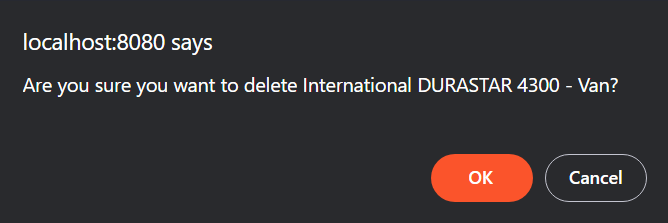 localhost:8080 says
Are you sure you want to delete International DURASTAR 4300 - Van?
OK
Cancel